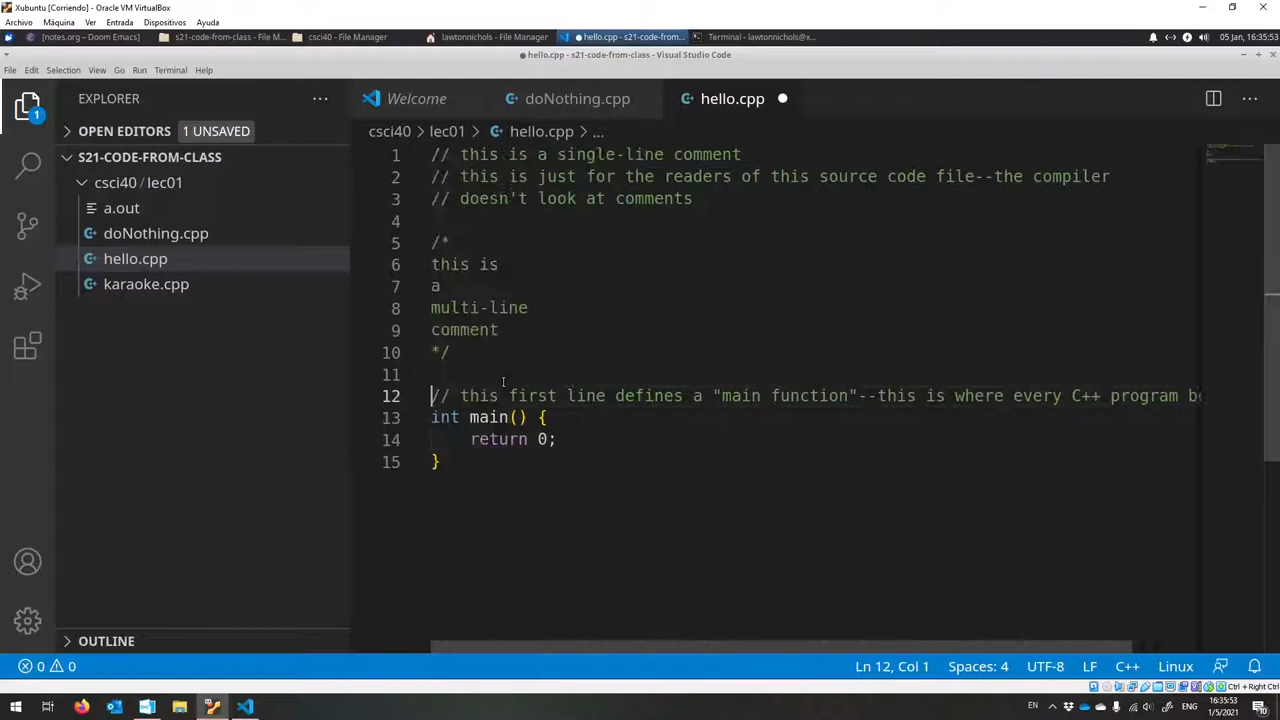 Xubuntu [Corriendo] - Oracle VM VirtualBox
Archivo Máquina Ver Entrada Dispositivos Ayuda
[notes.org – Doom Emacs] s21-code-from-class - File M... csci40 - File Manager lawtonnichols - File Manager ● hello.cpp - s21-code-from... Terminal - lawtonnichols@x... 05 Jan, 16:35:53
● hello.cpp - s21-code-from-class - Visual Studio Code
File Edit Selection View Go Run Terminal Help
EXPLORER ··· Welcome doNothing.cpp hello.cpp ● ···
1
OPEN EDITORS 1 UNSAVED
csci40 > lec01 > hello.cpp > ...
S21-CODE-FROM-CLASS
csci40 / lec01
a.out
doNothing.cpp
hello.cpp
karaoke.cpp
1 // this is a single-line comment
2 // this is just for the readers of this source code file--the compiler
3 // doesn't look at comments
4
5 /*
6 this is
7 a
8 multi-line
9 comment
10 */
11
12 // this first line defines a "main function"--this is where every C++ program b
13 int main() {
14     return 0;
15 }
OUTLINE
0 0 Ln 12, Col 1 Spaces: 4 UTF-8 LF C++ Linux
Ctrl + Right Ctrl
EN ENG 16:35:53
1/5/2021